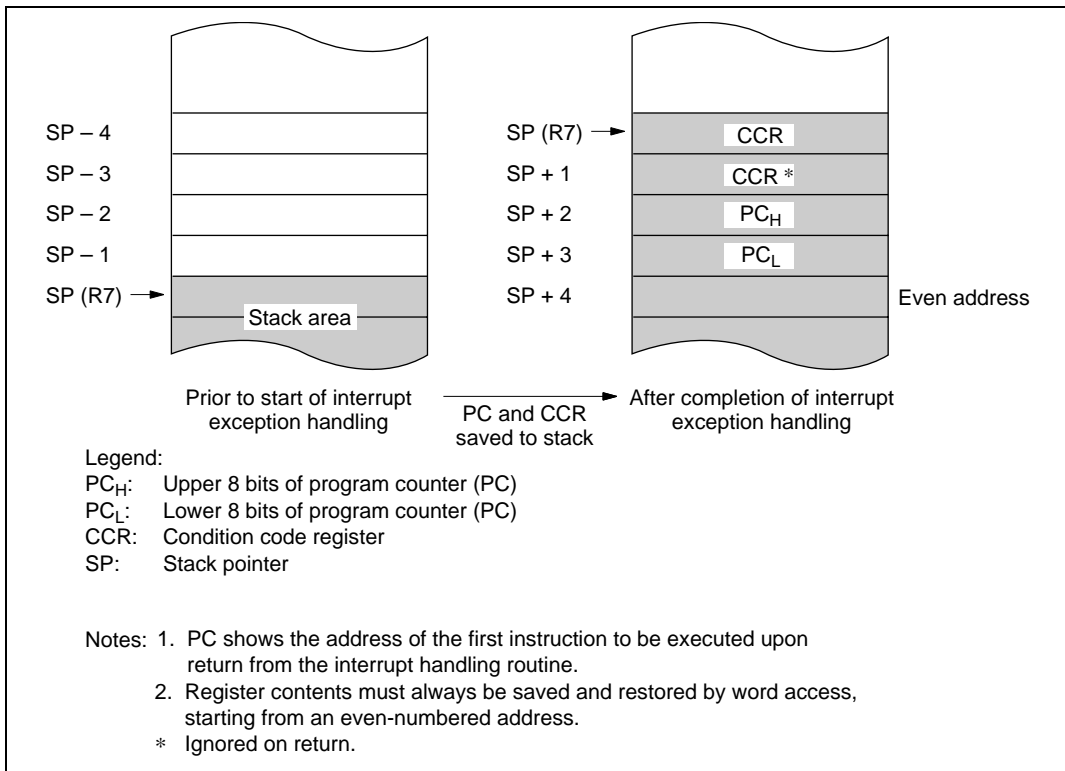 SP – 4
SP – 3
SP – 2
SP – 1
SP (R7)
Stack area
SP (R7)
SP + 1
SP + 2
SP + 3
SP + 4
CCR
CCR *
PCH
PCL
Even address
Prior to start of interrupt
exception handling
PC and CCR
saved to stack
After completion of interrupt
exception handling
Legend:
PCH: Upper 8 bits of program counter (PC)
PCL: Lower 8 bits of program counter (PC)
CCR: Condition code register
SP: Stack pointer
Notes: 1. PC shows the address of the first instruction to be executed upon
return from the interrupt handling routine.
2. Register contents must always be saved and restored by word access,
starting from an even-numbered address.
* Ignored on return.